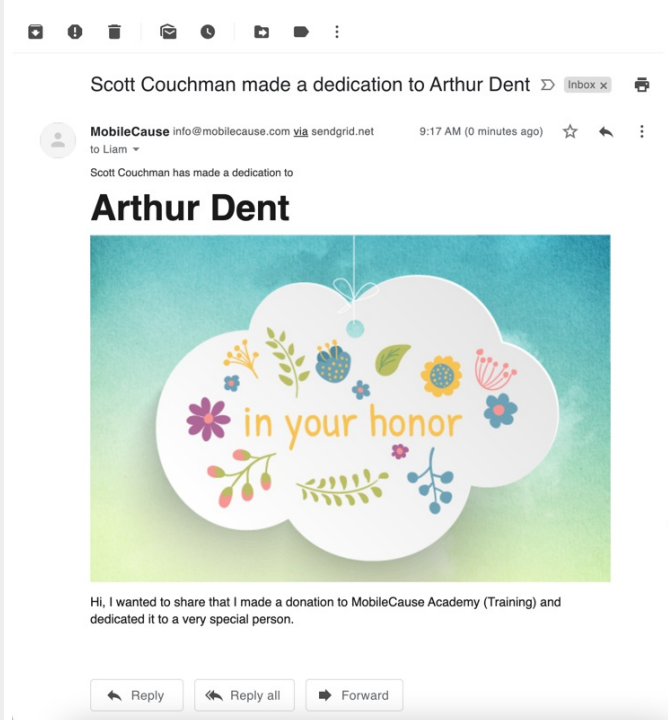 Scott Couchman made a dedication to Arthur Dent Inbox x
MobileCause info@mobilecause.com via sendgrid.net 9:17 AM (0 minutes ago)
to Liam
Scott Couchman has made a dedication to
Arthur Dent
in your honor
Hi, I wanted to share that I made a donation to MobileCause Academy (Training) and
dedicated it to a very special person.
Reply Reply all Forward